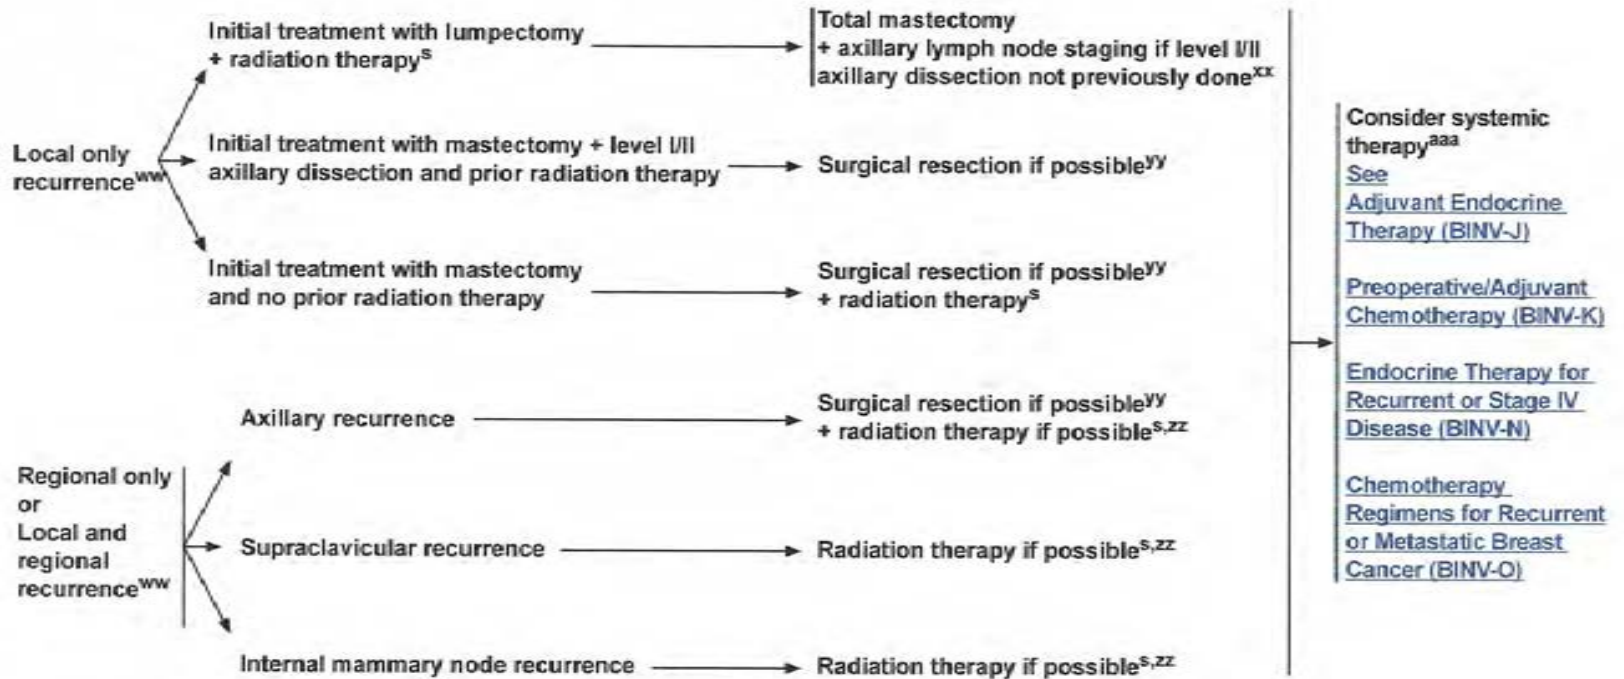 Initial treatment with lumpectomy
+ radiation therapyˢ
Total mastectomy
+ axillary lymph node staging if level I/II
axillary dissection not previously doneˣˣ
Local only
recurrenceʷʷ
Initial treatment with mastectomy + level I/II
axillary dissection and prior radiation therapy
Surgical resection if possibleʸʸ
Initial treatment with mastectomy
and no prior radiation therapy
Surgical resection if possibleʸʸ
+ radiation therapyˢ
Regional only
or
Local and
regional
recurrenceʷʷ
Axillary recurrence
Surgical resection if possibleʸʸ
+ radiation therapy if possibleˢ,ᶻᶻ
Supraclavicular recurrence
Radiation therapy if possibleˢ,ᶻᶻ
Internal mammary node recurrence
Radiation therapy if possibleˢ,ᶻᶻ
Consider systemic
therapyᵃᵃᵃ
See
Adjuvant Endocrine
Therapy (BINV-J)
Preoperative/Adjuvant
Chemotherapy (BINV-K)
Endocrine Therapy for
Recurrent or Stage IV
Disease (BINV-N)
Chemotherapy
Regimens for Recurrent
or Metastatic Breast
Cancer (BINV-O)